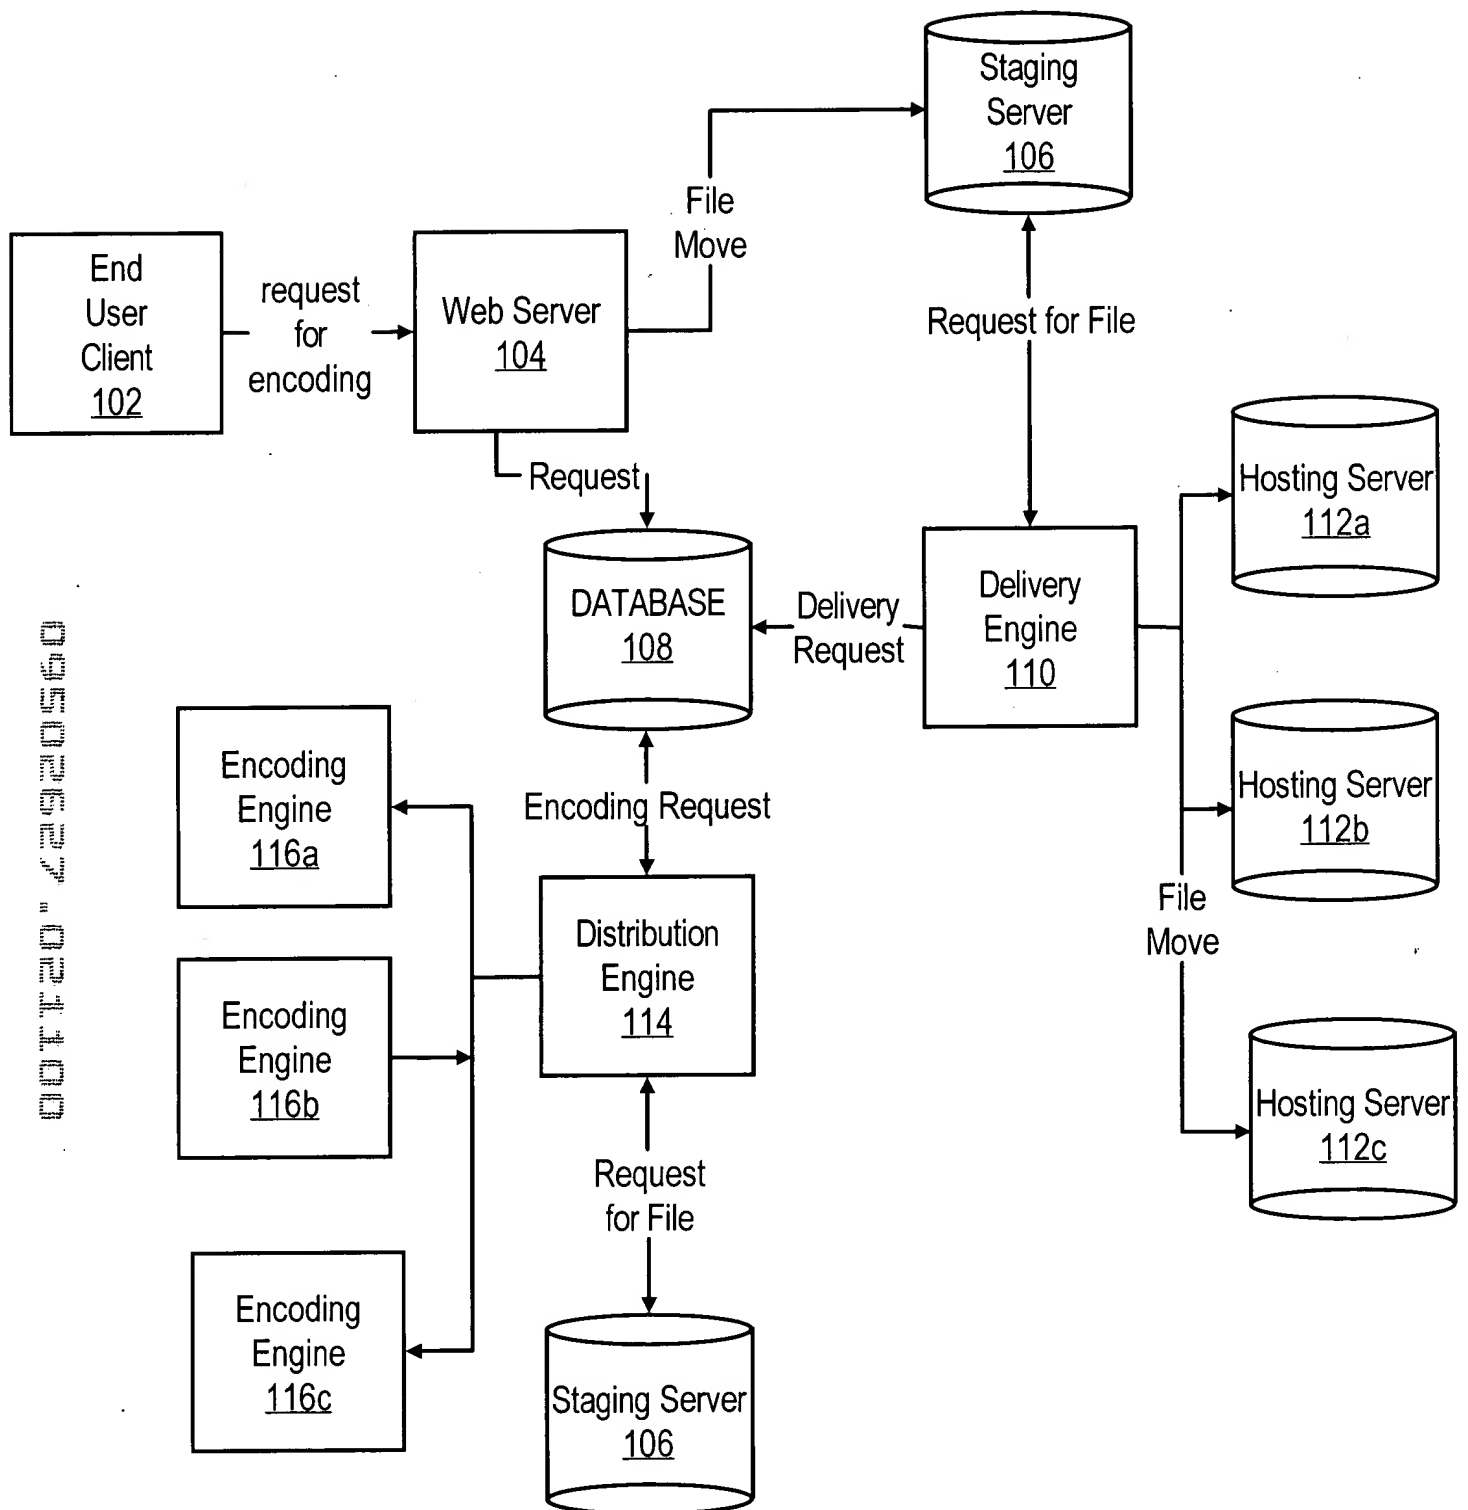 Staging
Server
106
File
Move
End
User
Client
102
request
for
encoding
Web Server
104
Request for File
Request
Hosting Server
112a
DATABASE
108
Delivery
Request
Delivery
Engine
110
Encoding
Engine
116a
Encoding Request
Hosting Server
112b
File
Move
Distribution
Engine
114
Encoding
Engine
116b
Hosting Server
112c
Request
for File
Encoding
Engine
116c
Staging Server
106
09502627.021100